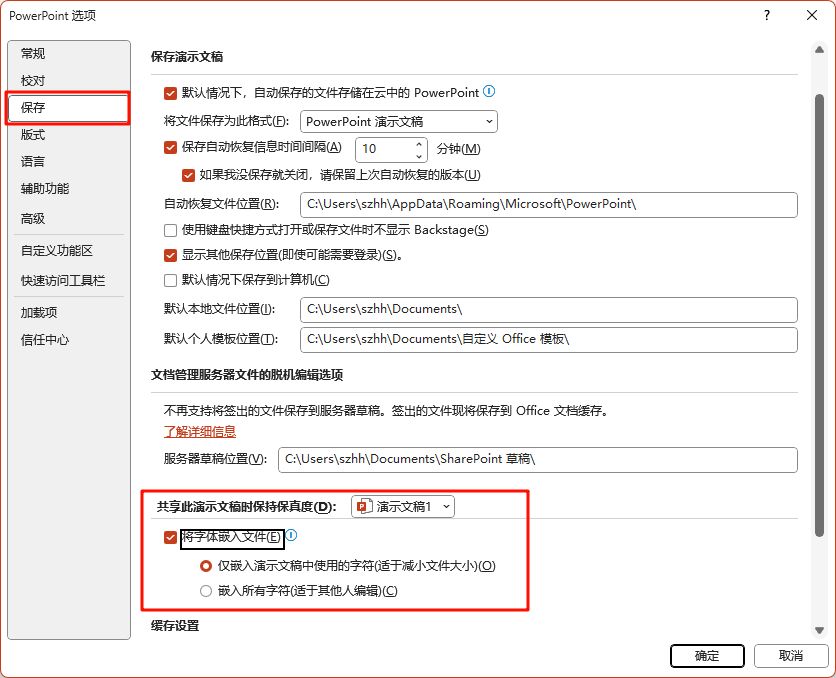 PowerPoint 选项
?
常规
校对
保存
版式
语言
辅助功能
高级
自定义功能区
快速访问工具栏
加载项
信任中心
保存演示文稿
默认情况下，自动保存的文件存储在云中的 PowerPoint
将文件保存为此格式(F): PowerPoint 演示文稿
保存自动恢复信息时间间隔(A) 10 分钟(M)
如果我没保存就关闭，请保留上次自动恢复的版本(U)
自动恢复文件位置(R): C:\Users\szhh\AppData\Roaming\Microsoft\PowerPoint\
使用键盘快捷方式打开或保存文件时不显示 Backstage(S)
显示其他保存位置(即使可能需要登录)(S)。
默认情况下保存到计算机(C)
默认本地文件位置(I): C:\Users\szhh\Documents\
默认个人模板位置(T): C:\Users\szhh\Documents\自定义 Office 模板\
文档管理服务器文件的脱机编辑选项
不再支持将签出的文件保存到服务器草稿。签出的文件现将保存到 Office 文档缓存。
了解详细信息
服务器草稿位置(V): C:\Users\szhh\Documents\SharePoint 草稿\
共享此演示文稿时保持保真度(D): 演示文稿1
将字体嵌入文件(E)
仅嵌入演示文稿中使用的字符(适于减小文件大小)(O)
嵌入所有字符(适于其他人编辑)(C)
缓存设置
确定
取消